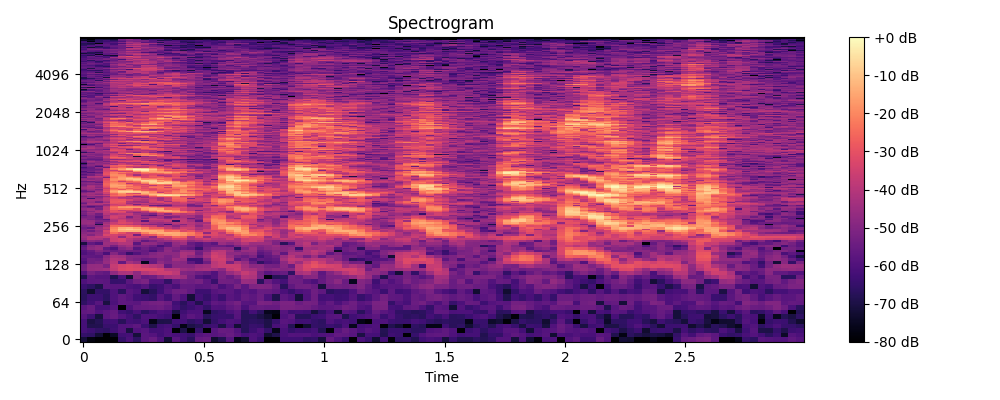 Spectrogram
Hz
4096
2048
1024
512
256
128
64
0
0
0.5
1
1.5
2
2.5
Time
+0 dB
-10 dB
-20 dB
-30 dB
-40 dB
-50 dB
-60 dB
-70 dB
-80 dB